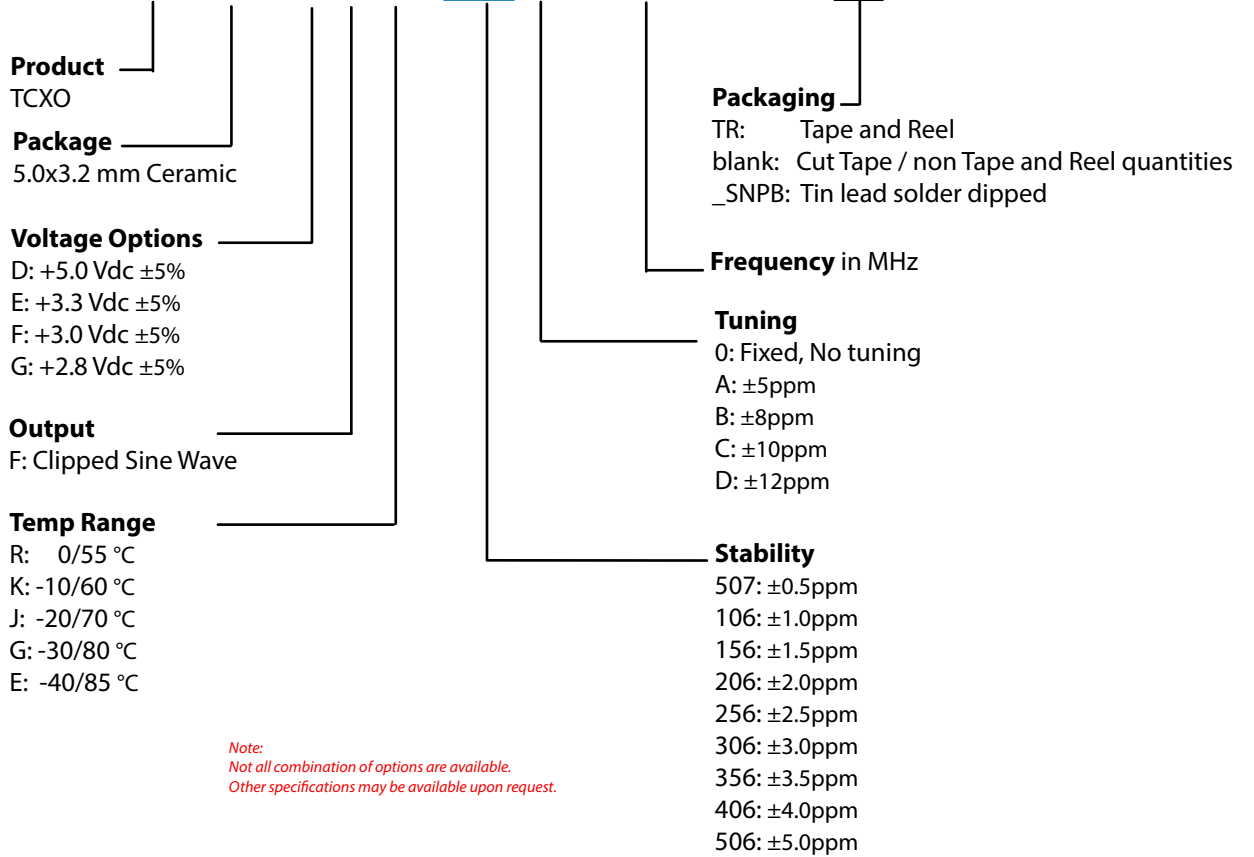 Product
TCXO
Package
5.0x3.2 mm Ceramic
Voltage Options
D: +5.0 Vdc ±5%
E: +3.3 Vdc ±5%
F: +3.0 Vdc ±5%
G: +2.8 Vdc ±5%
Output
F: Clipped Sine Wave
Temp Range
R: 0/55 °C
K: -10/60 °C
J: -20/70 °C
G: -30/80 °C
E: -40/85 °C
Note:
Not all combination of options are available.
Other specifications may be available upon request.
Packaging
TR: Tape and Reel
blank: Cut Tape / non Tape and Reel quantities
_SNPB: Tin lead solder dipped
Frequency in MHz
Tuning
0: Fixed, No tuning
A: ±5ppm
B: ±8ppm
C: ±10ppm
D: ±12ppm
Stability
507: ±0.5ppm
106: ±1.0ppm
156: ±1.5ppm
206: ±2.0ppm
256: ±2.5ppm
306: ±3.0ppm
356: ±3.5ppm
406: ±4.0ppm
506: ±5.0ppm